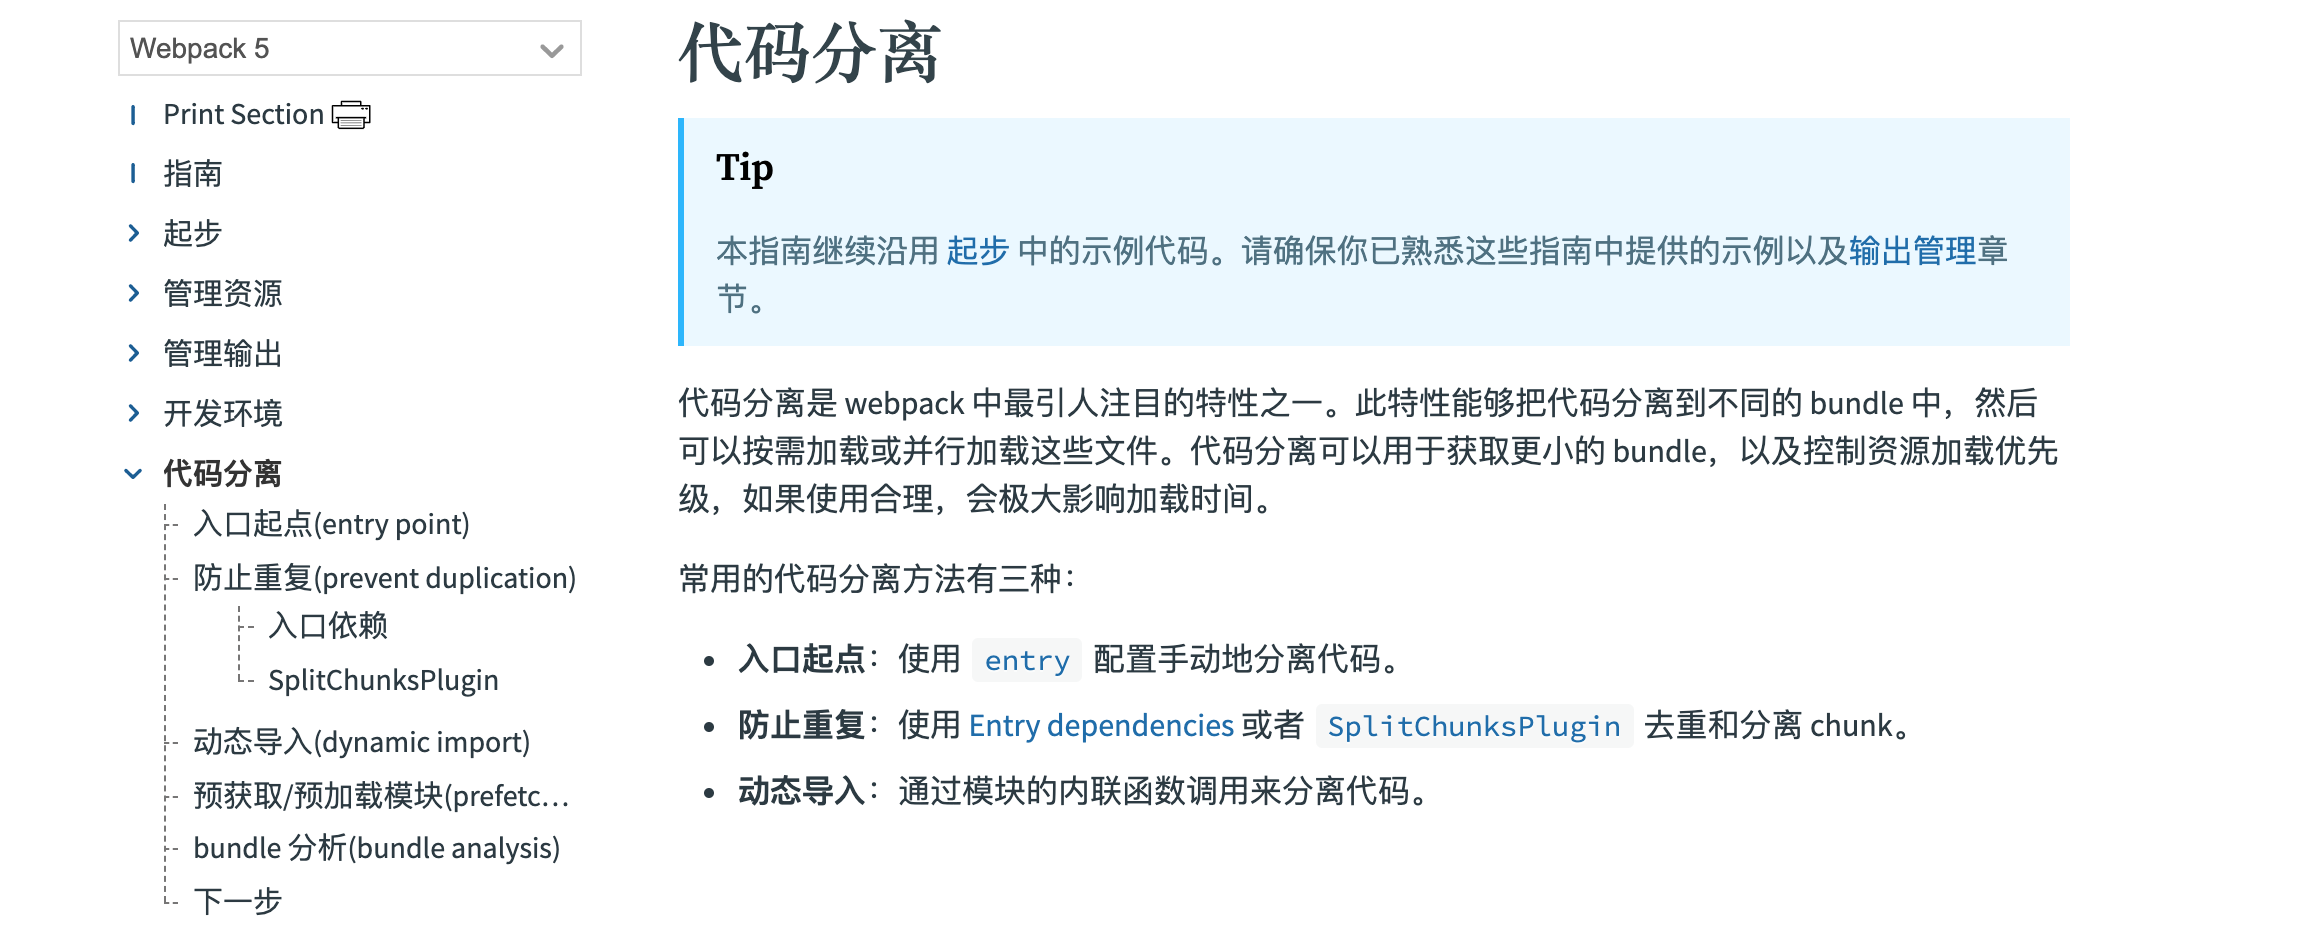 Webpack 5
Print Section
指南
起步
管理资源
管理输出
开发环境
代码分离
入口起点(entry point)
防止重复(prevent duplication)
入口依赖
SplitChunksPlugin
动态导入(dynamic import)
预获取/预加载模块(prefetc…
bundle 分析(bundle analysis)
下一步
代码分离
Tip
本指南继续沿用 起步 中的示例代码。请确保你已熟悉这些指南中提供的示例以及输出管理章
节。
代码分离是 webpack 中最引人注目的特性之一。此特性能够把代码分离到不同的 bundle 中，然后
可以按需加载或并行加载这些文件。代码分离可以用于获取更小的 bundle，以及控制资源加载优先
级，如果使用合理，会极大影响加载时间。
常用的代码分离方法有三种：
• 入口起点：使用 entry 配置手动地分离代码。
• 防止重复：使用 Entry dependencies 或者 SplitChunksPlugin 去重和分离 chunk。
• 动态导入：通过模块的内联函数调用来分离代码。